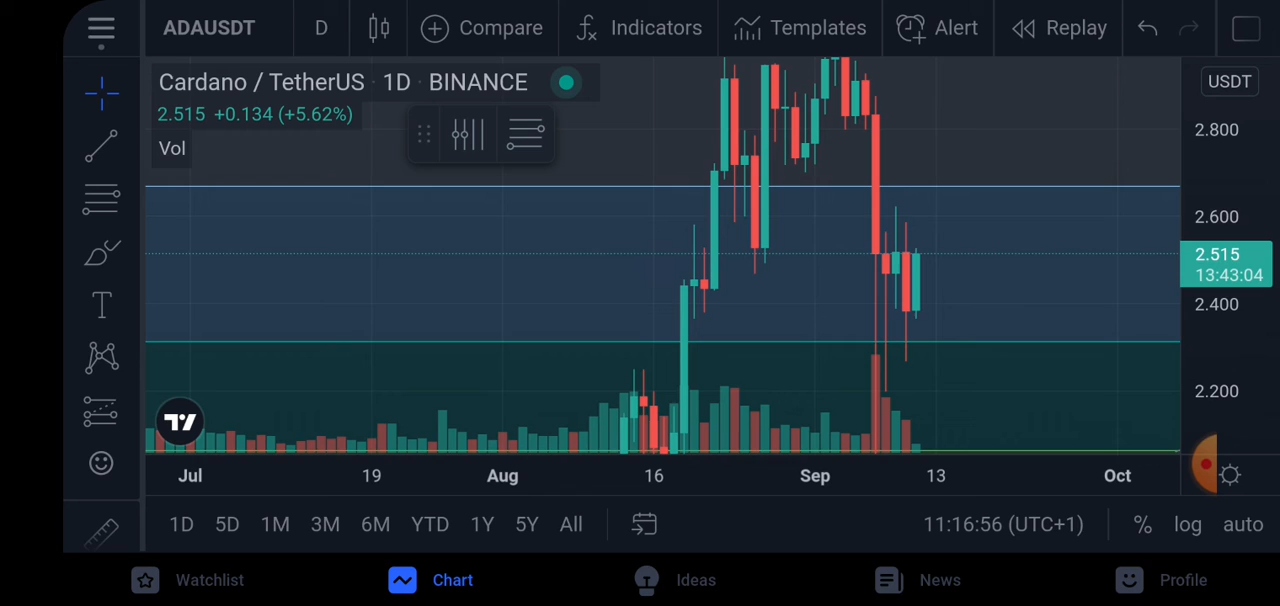 ADAUSDT D Compare Indicators Templates Alert Replay
Cardano / TetherUS · 1D · BINANCE
USDT
2.515 +0.134 (+5.62%)
Vol
2.800
2.600
2.515
13:43:04
2.400
2.200
Jul 19 Aug 16 Sep 13 Oct
1D 5D 1M 3M 6M YTD 1Y 5Y All 11:16:56 (UTC+1) % log auto
Watchlist Chart Ideas News Profile